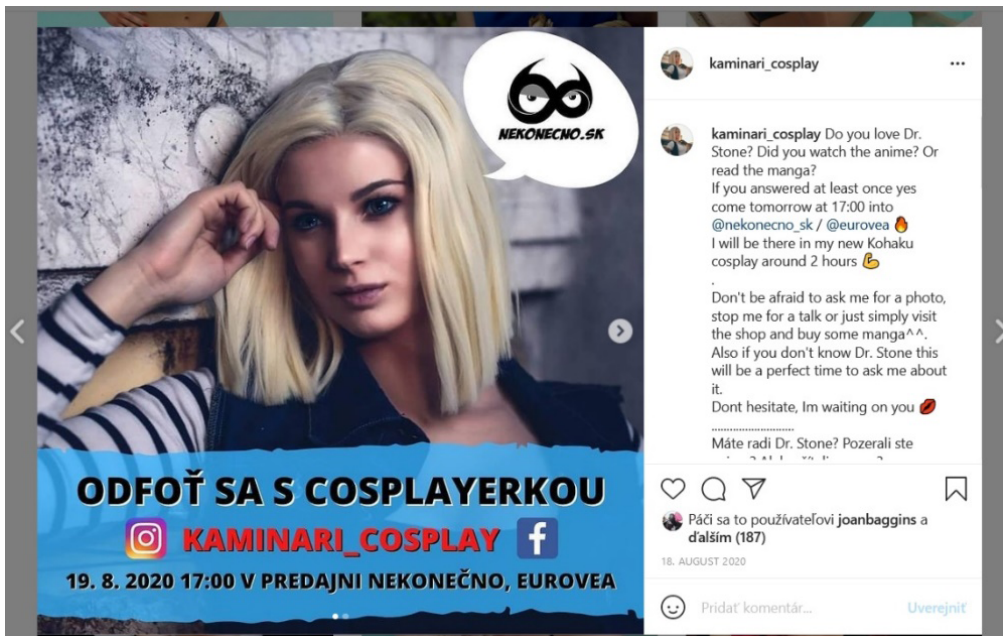 NEKONECNO.SK
ODFOŤ SA S COSPLAYERKOU
KAMINARI_COSPLAY
19. 8. 2020 17:00 V PREDAJNI NEKONEČNO, EUROVEA
kaminari_cosplay
kaminari_cosplay Do you love Dr.
Stone? Did you watch the anime? Or
read the manga?
If you answered at least once yes
come tomorrow at 17:00 into
@nekonecno_sk / @eurovea 🔥
I will be there in my new Kohaku
cosplay around 2 hours 💪
.
Don't be afraid to ask me for a photo,
stop me for a talk or just simply visit
the shop and buy some manga^^.
Also if you don't know Dr. Stone this
will be a perfect time to ask me about
it.
Dont hesitate, Im waiting on you 💋
...........................
Máte radi Dr. Stone? Pozerali ste
Páči sa to používateľovi joanbaggins a
ďalším (187)
18. AUGUST 2020
Pridať komentár... Uverejniť